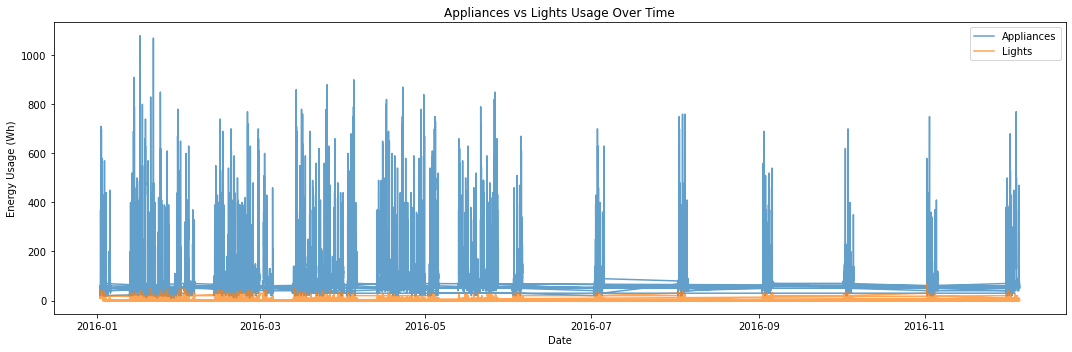 Appliances vs Lights Usage Over Time
Energy Usage (Wh)
1000
800
600
400
200
0
Appliances
Lights
2016-01
2016-03
2016-05
2016-07
2016-09
2016-11
Date